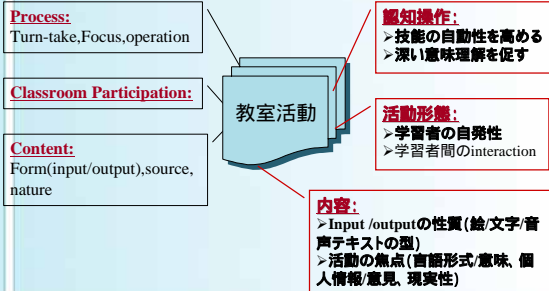 Process:
Turn-take,Focus,operation
Classroom Participation:
Content:
Form(input/output),source,
nature
教室活動
認知操作:
➢技能の自動性を高める
➢深い意味理解を促す
活動形態:
➢学習者の自発性
➢学習者間のinteraction
内容:
➢Input /outputの性質(絵/文字/音
声テキストの型)
➢活動の焦点(言語形式/意味、個
人情報/意見、現実性)